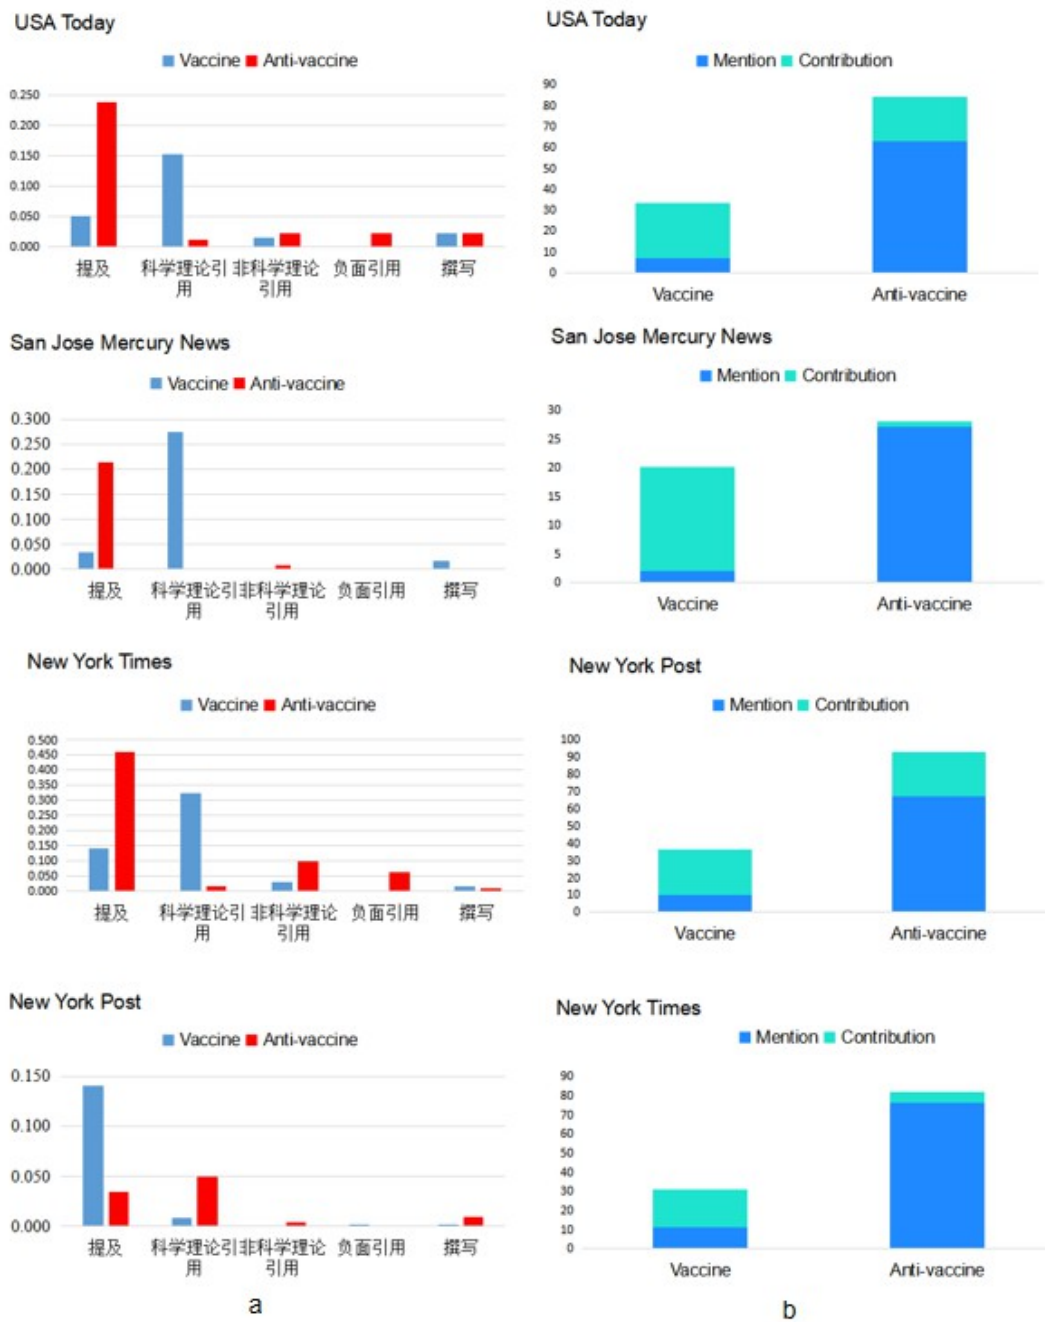 USA Today
Vaccine Anti-vaccine
0.250
0.200
0.150
0.100
0.050
0.000
提及 科学理论引 非科学理论 负面引用 撰写
用 引用
San Jose Mercury News
Vaccine Anti-vaccine
0.300
0.250
0.200
0.150
0.100
0.050
0.000
提及 科学理论引 非科学理论 负面引用 撰写
用 引用
New York Times
Vaccine Anti-vaccine
0.500
0.450
0.400
0.350
0.300
0.250
0.200
0.150
0.100
0.050
0.000
提及 科学理论引 非科学理论 负面引用 撰写
用 引用
New York Post
Vaccine Anti-vaccine
0.150
0.100
0.050
0.000
提及 科学理论引 非科学理论 负面引用 撰写
用 引用
a
USA Today
Mention Contribution
90
80
70
60
50
40
30
20
10
0
Vaccine Anti-vaccine
San Jose Mercury News
Mention Contribution
30
25
20
15
10
5
0
Vaccine Anti-vaccine
New York Post
Mention Contribution
100
90
80
70
60
50
40
30
20
10
0
Vaccine Anti-vaccine
New York Times
Mention Contribution
90
80
70
60
50
40
30
20
10
0
Vaccine Anti-vaccine
b